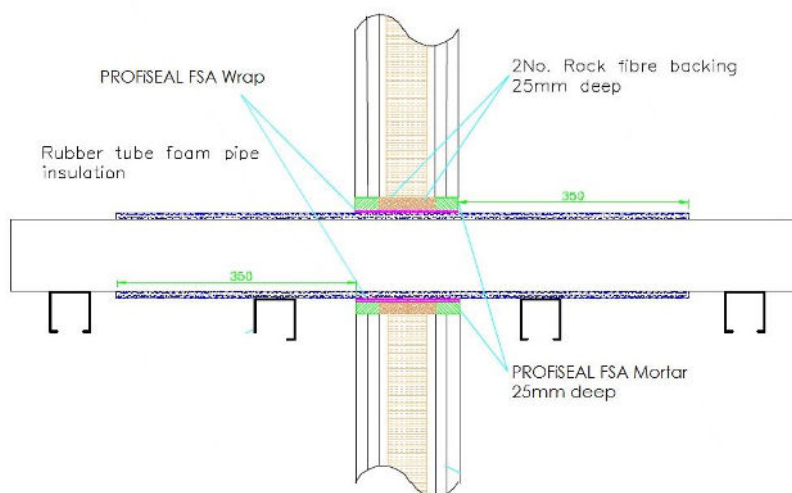 PROFiSEAL FSA Wrap
2No. Rock fibre backing
25mm deep
Rubber tube foam pipe
insulation
350
350
PROFiSEAL FSA Mortar
25mm deep